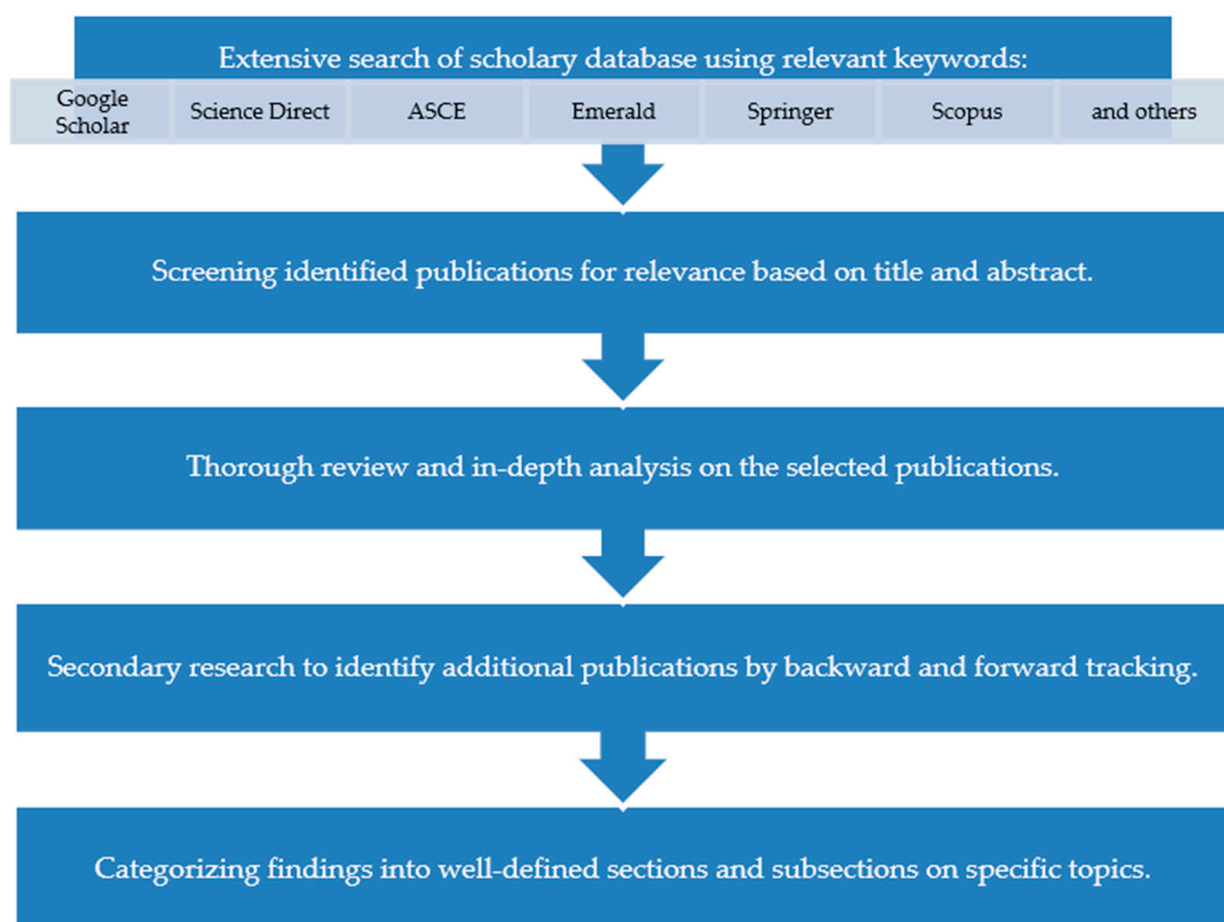 Extensive search of scholary database using relevant keywords:
Google
Scholar
Science Direct
ASCE
Emerald
Springer
Scopus
and others
Screening identified publications for relevance based on title and abstract.
Thorough review and in-depth analysis on the selected publications.
Secondary research to identify additional publications by backward and forward tracking.
Categorizing findings into well-defined sections and subsections on specific topics.